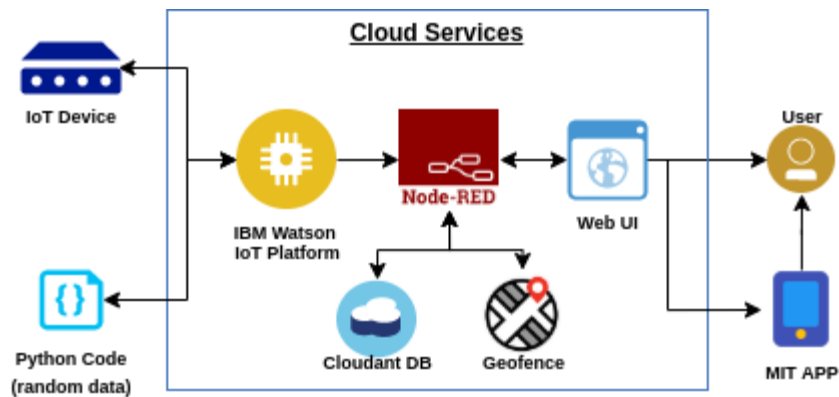 Cloud Services
IoT Device
User
Node-RED
Web UI
IBM Watson
IoT Platform
{}
Python Code
(random data)
Cloudant DB
Geofence
MIT APP